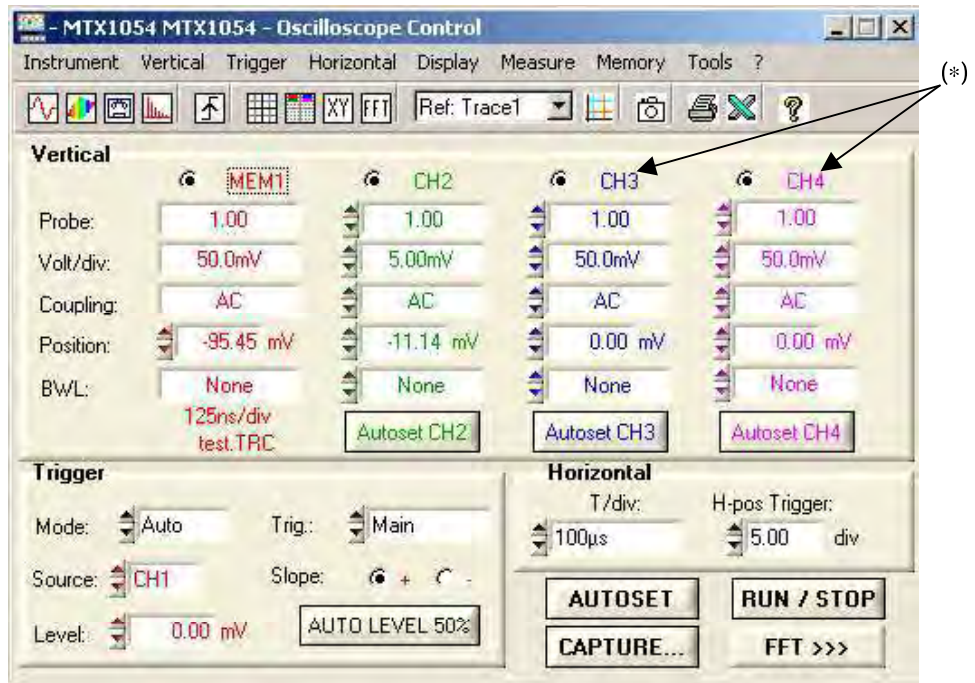 - MTX1054 MTX1054 - Oscilloscope Control
Instrument Vertical Trigger Horizontal Display Measure Memory Tools ?
XY FFT Ref: Trace1 ?
(*)
Vertical
MEM1 CH2 CH3 CH4
Probe: 1.00 1.00 1.00 1.00
Volt/div: 50.0mV 5.00mV 50.0mV 50.0mV
Coupling: AC AC AC AC
Position: -95.45 mV -11.14 mV 0.00 mV 0.00 mV
BWL: None None None None
125ns/div
test.TRC
Autoset CH2 Autoset CH3 Autoset CH4
Trigger
Mode: Auto Trig.: Main
Source: CH1 Slope: + -
Level: 0.00 mV AUTO LEVEL 50%
Horizontal
T/div: H-pos Trigger:
100µs 5.00 div
AUTOSET RUN / STOP
CAPTURE... FFT >>>